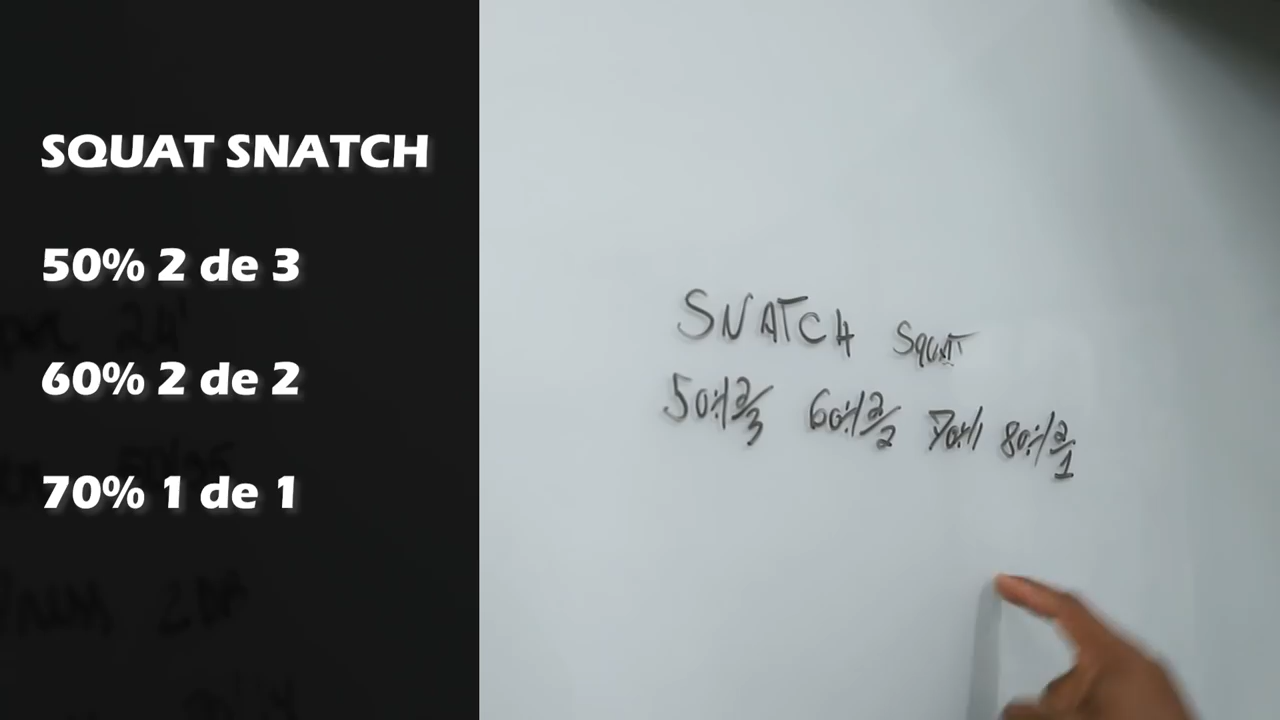 SQUAT SNATCH
50% 2 de 3
60% 2 de 2
70% 1 de 1
SNATCH SQUAT
50%|2/3 60%|2/2 70%|1 80%|2/1